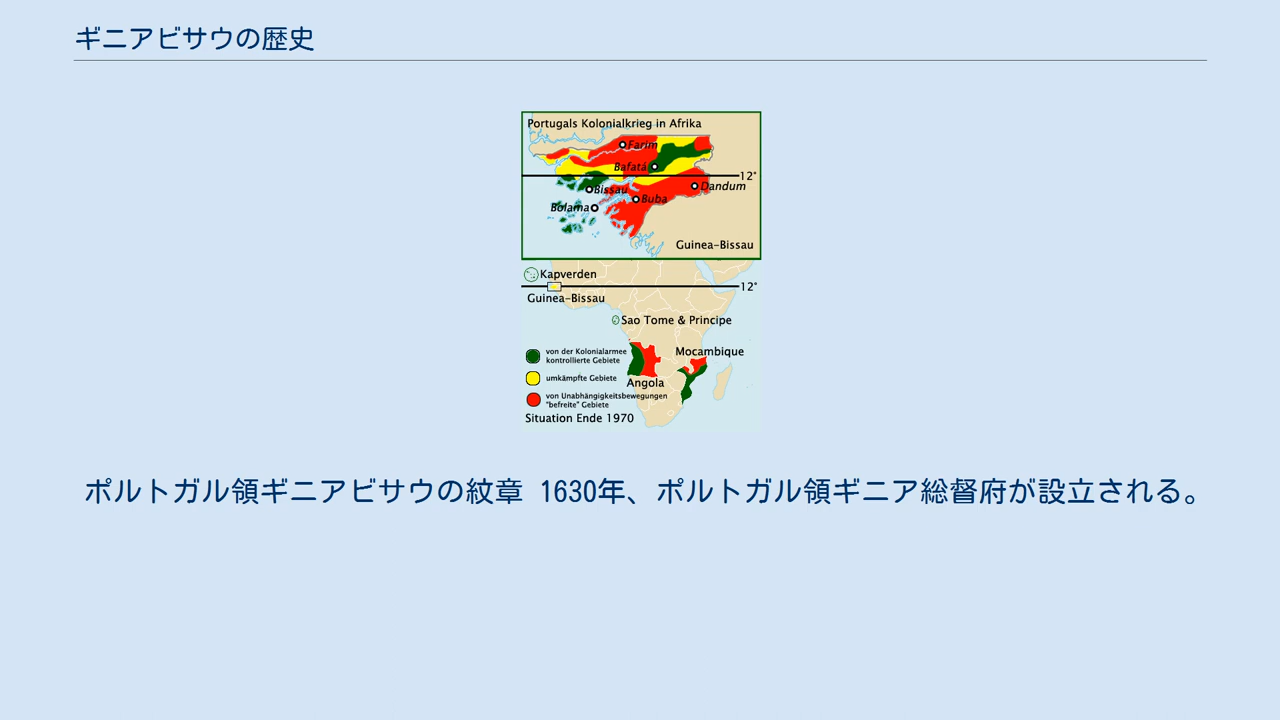 ギニアビサウの歴史
Portugals Kolonialkrieg in Afrika
Farim
Bafatá
12°
Bissau
Dandum
Buba
Bolama
Guinea-Bissau
Kapverden
12°
Guinea-Bissau
Sao Tome & Principe
von der Kolonialarmee
kontrollierte Gebiete
Mocambique
umkämpfte Gebiete
Angola
von Unabhängigkeitsbewegungen
"befreite" Gebiete
Situation Ende 1970
ポルトガル領ギニアビサウの紋章 1630年、ポルトガル領ギニア総督府が設立される。